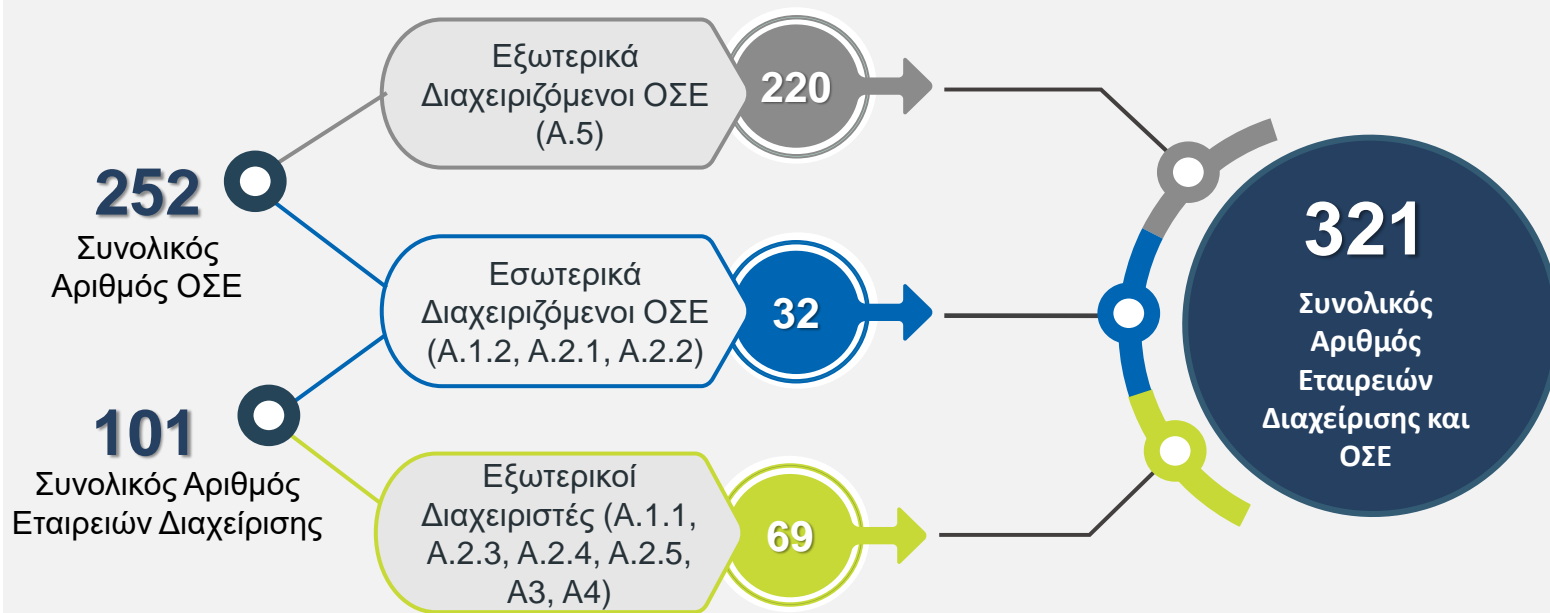 252
Συνολικός
Αριθμός ΟΣΕ
101
Συνολικός Αριθμός
Εταιρειών Διαχείρισης
Εξωτερικά
Διαχειριζόμενοι ΟΣΕ
(Α.5)
220
Εσωτερικά
Διαχειριζόμενοι ΟΣΕ
(Α.1.2, Α.2.1, Α.2.2)
32
Εξωτερικοί
Διαχειριστές (Α.1.1,
Α.2.3, Α.2.4, Α.2.5,
Α3, Α4)
69
321
Συνολικός
Αριθμός
Εταιρειών
Διαχείρισης και
ΟΣΕ